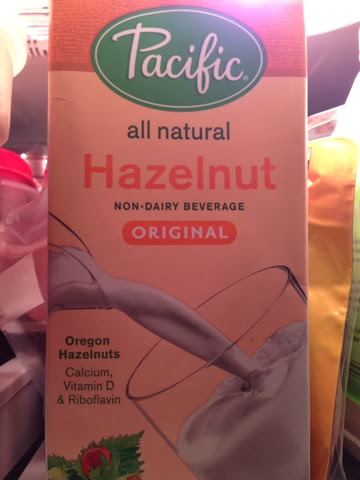 Pacific
all natural
Hazelnut
NON-DAIRY BEVERAGE
ORIGINAL
Oregon
Hazelnuts
Calcium,
Vitamin D
& Riboflavin